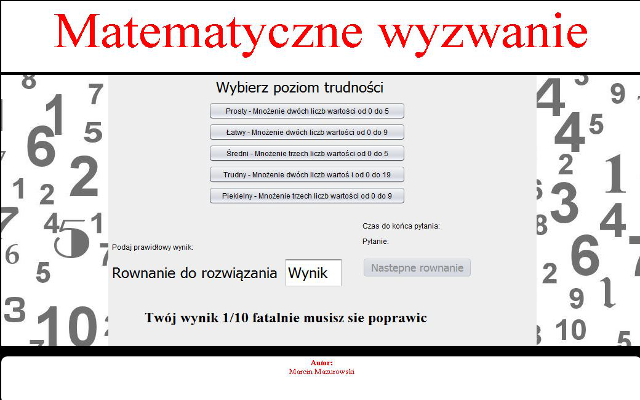 Matematyczne wyzwanie
Wybierz poziom trudności
Prosty - Mnożenie dwóch liczb wartości od 0 do 5
Łatwy - Mnożenie dwóch liczb wartości od 0 do 9
Średni - Mnożenie trzech liczb wartości od 0 do 5
Trudny - Mnożenie dwóch liczb wartoś i od 0 do 19
Piekielny - Mnożenie trzech liczb wartości od 0 do 9
Czas do końca pytania:
Pytanie:
Podaj prawidłowy wynik:
Rownanie do rozwiązania Wynik Nastepne rownanie
Twój wynik 1/10 fatalnie musisz sie poprawic
Autor:
Marcin Mazurowski